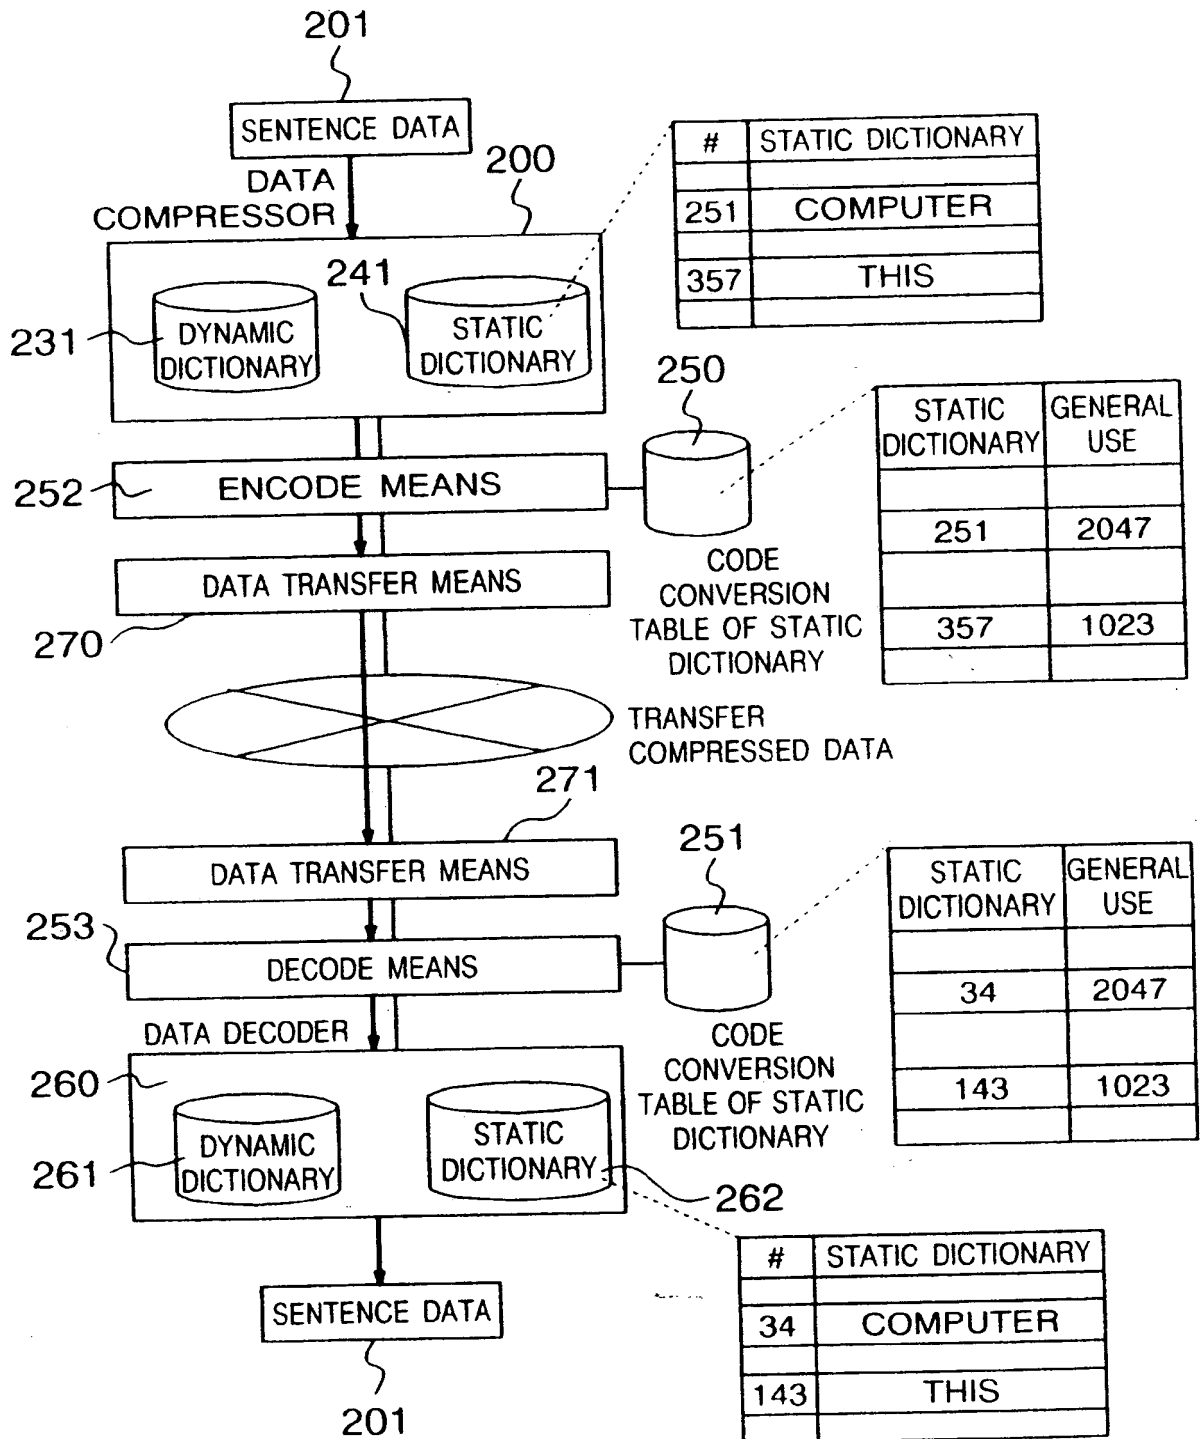 201
SENTENCE DATA
DATA
COMPRESSOR
200
# STATIC DICTIONARY
251 COMPUTER
357 THIS
241
231
DYNAMIC
DICTIONARY
STATIC
DICTIONARY
250
STATIC
DICTIONARY
GENERAL
USE
251 2047
357 1023
252
ENCODE MEANS
CODE
CONVERSION
TABLE OF STATIC
DICTIONARY
DATA TRANSFER MEANS
270
TRANSFER
COMPRESSED DATA
271
DATA TRANSFER MEANS
251
STATIC
DICTIONARY
GENERAL
USE
34 2047
143 1023
253
DECODE MEANS
CODE
CONVERSION
TABLE OF STATIC
DICTIONARY
DATA DECODER
260
261
DYNAMIC
DICTIONARY
STATIC
DICTIONARY
262
# STATIC DICTIONARY
34 COMPUTER
143 THIS
SENTENCE DATA
201